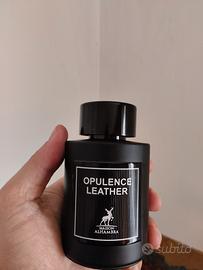 OPULENCE
LEATHER
MAISON
ALHAMBRA
subito